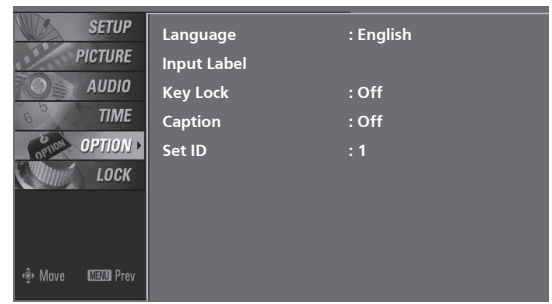 SETUP
PICTURE
AUDIO
TIME
OPTION
OPTION
LOCK
Move MENU Prev
Language : English
Input Label
Key Lock : Off
Caption : Off
Set ID : 1